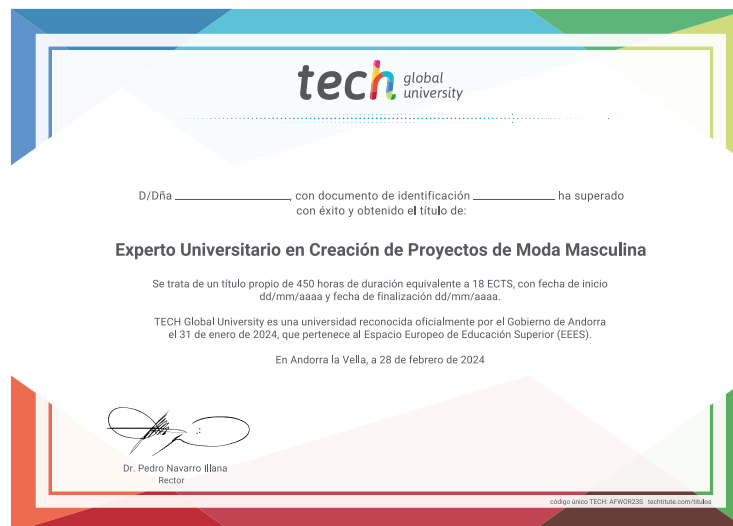 tech global
university
D/Dña ______________, con documento de identificación __________ ha superado
con éxito y obtenido el título de:
Experto Universitario en Creación de Proyectos de Moda Masculina
Se trata de un título propio de 450 horas de duración equivalente a 18 ECTS, con fecha de inicio
dd/mm/aaaa y fecha de finalización dd/mm/aaaa.
TECH Global University es una universidad reconocida oficialmente por el Gobierno de Andorra
el 31 de enero de 2024, que pertenece al Espacio Europeo de Educación Superior (EEES).
En Andorra la Vella, a 28 de febrero de 2024
Dr. Pedro Navarro Illana
Rector
código único TECH: AFWOR23S techtitute.com/titulos